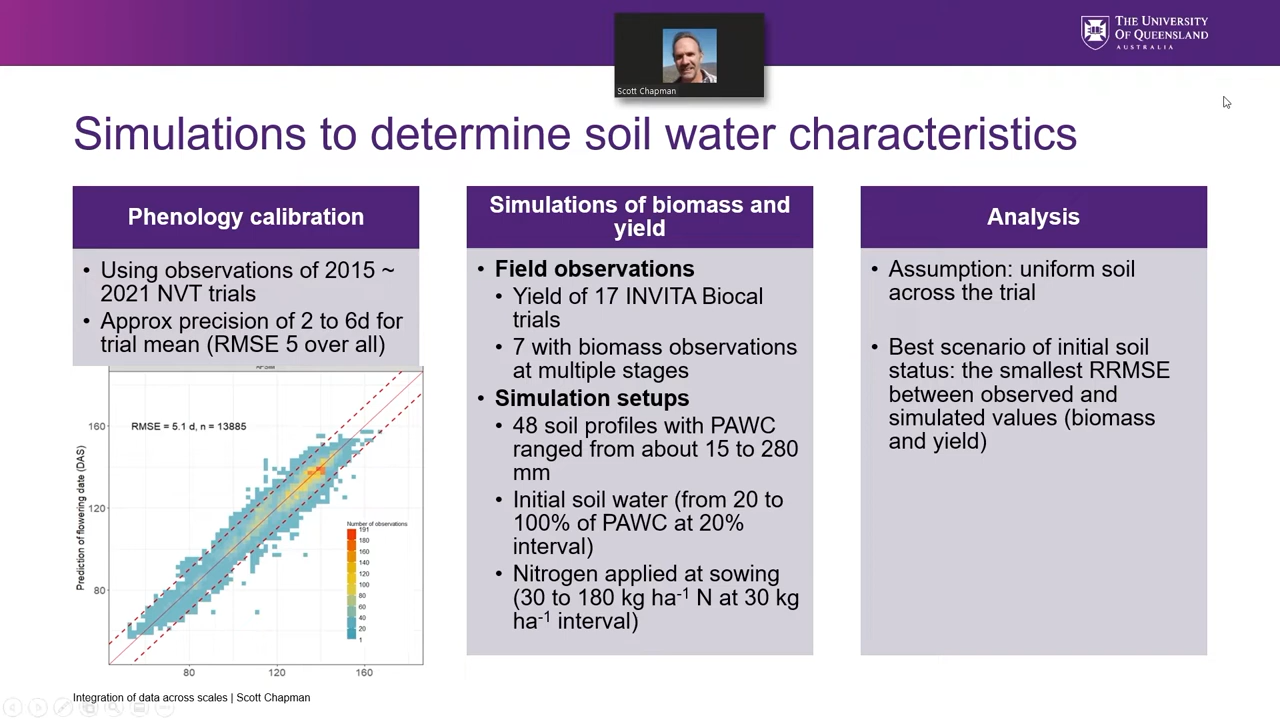 THE UNIVERSITY
OF QUEENSLAND
AUSTRALIA
Scott Chapman
Simulations to determine soil water characteristics
Phenology calibration
• Using observations of 2015 ~
2021 NVT trials
• Approx precision of 2 to 6d for
trial mean (RMSE 5 over all)
RMSE = 5.1 d, n = 13885
Prediction of flowering date (DAS)
160
120
80
80
120
160
Number of observations
191
180
160
140
120
100
80
60
40
20
1
Simulations of biomass and
yield
• Field observations
• Yield of 17 INVITA Biocal
trials
• 7 with biomass observations
at multiple stages
• Simulation setups
• 48 soil profiles with PAWC
ranged from about 15 to 280
mm
• Initial soil water (from 20 to
100% of PAWC at 20%
interval)
• Nitrogen applied at sowing
(30 to 180 kg ha⁻¹ N at 30 kg
ha⁻¹ interval)
Analysis
• Assumption: uniform soil
across the trial
• Best scenario of initial soil
status: the smallest RRMSE
between observed and
simulated values (biomass
and yield)
Integration of data across scales | Scott Chapman